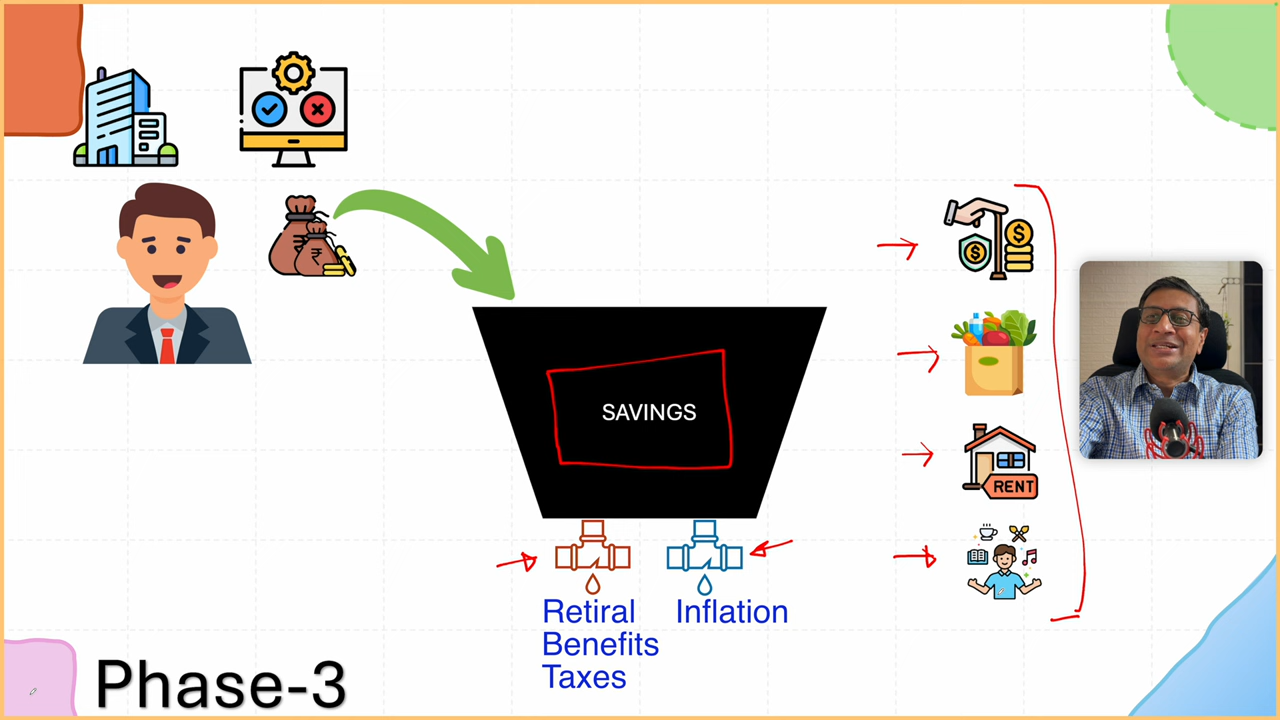 SAVINGS
RENT
Retiral
Benefits
Taxes
Inflation
Phase-3